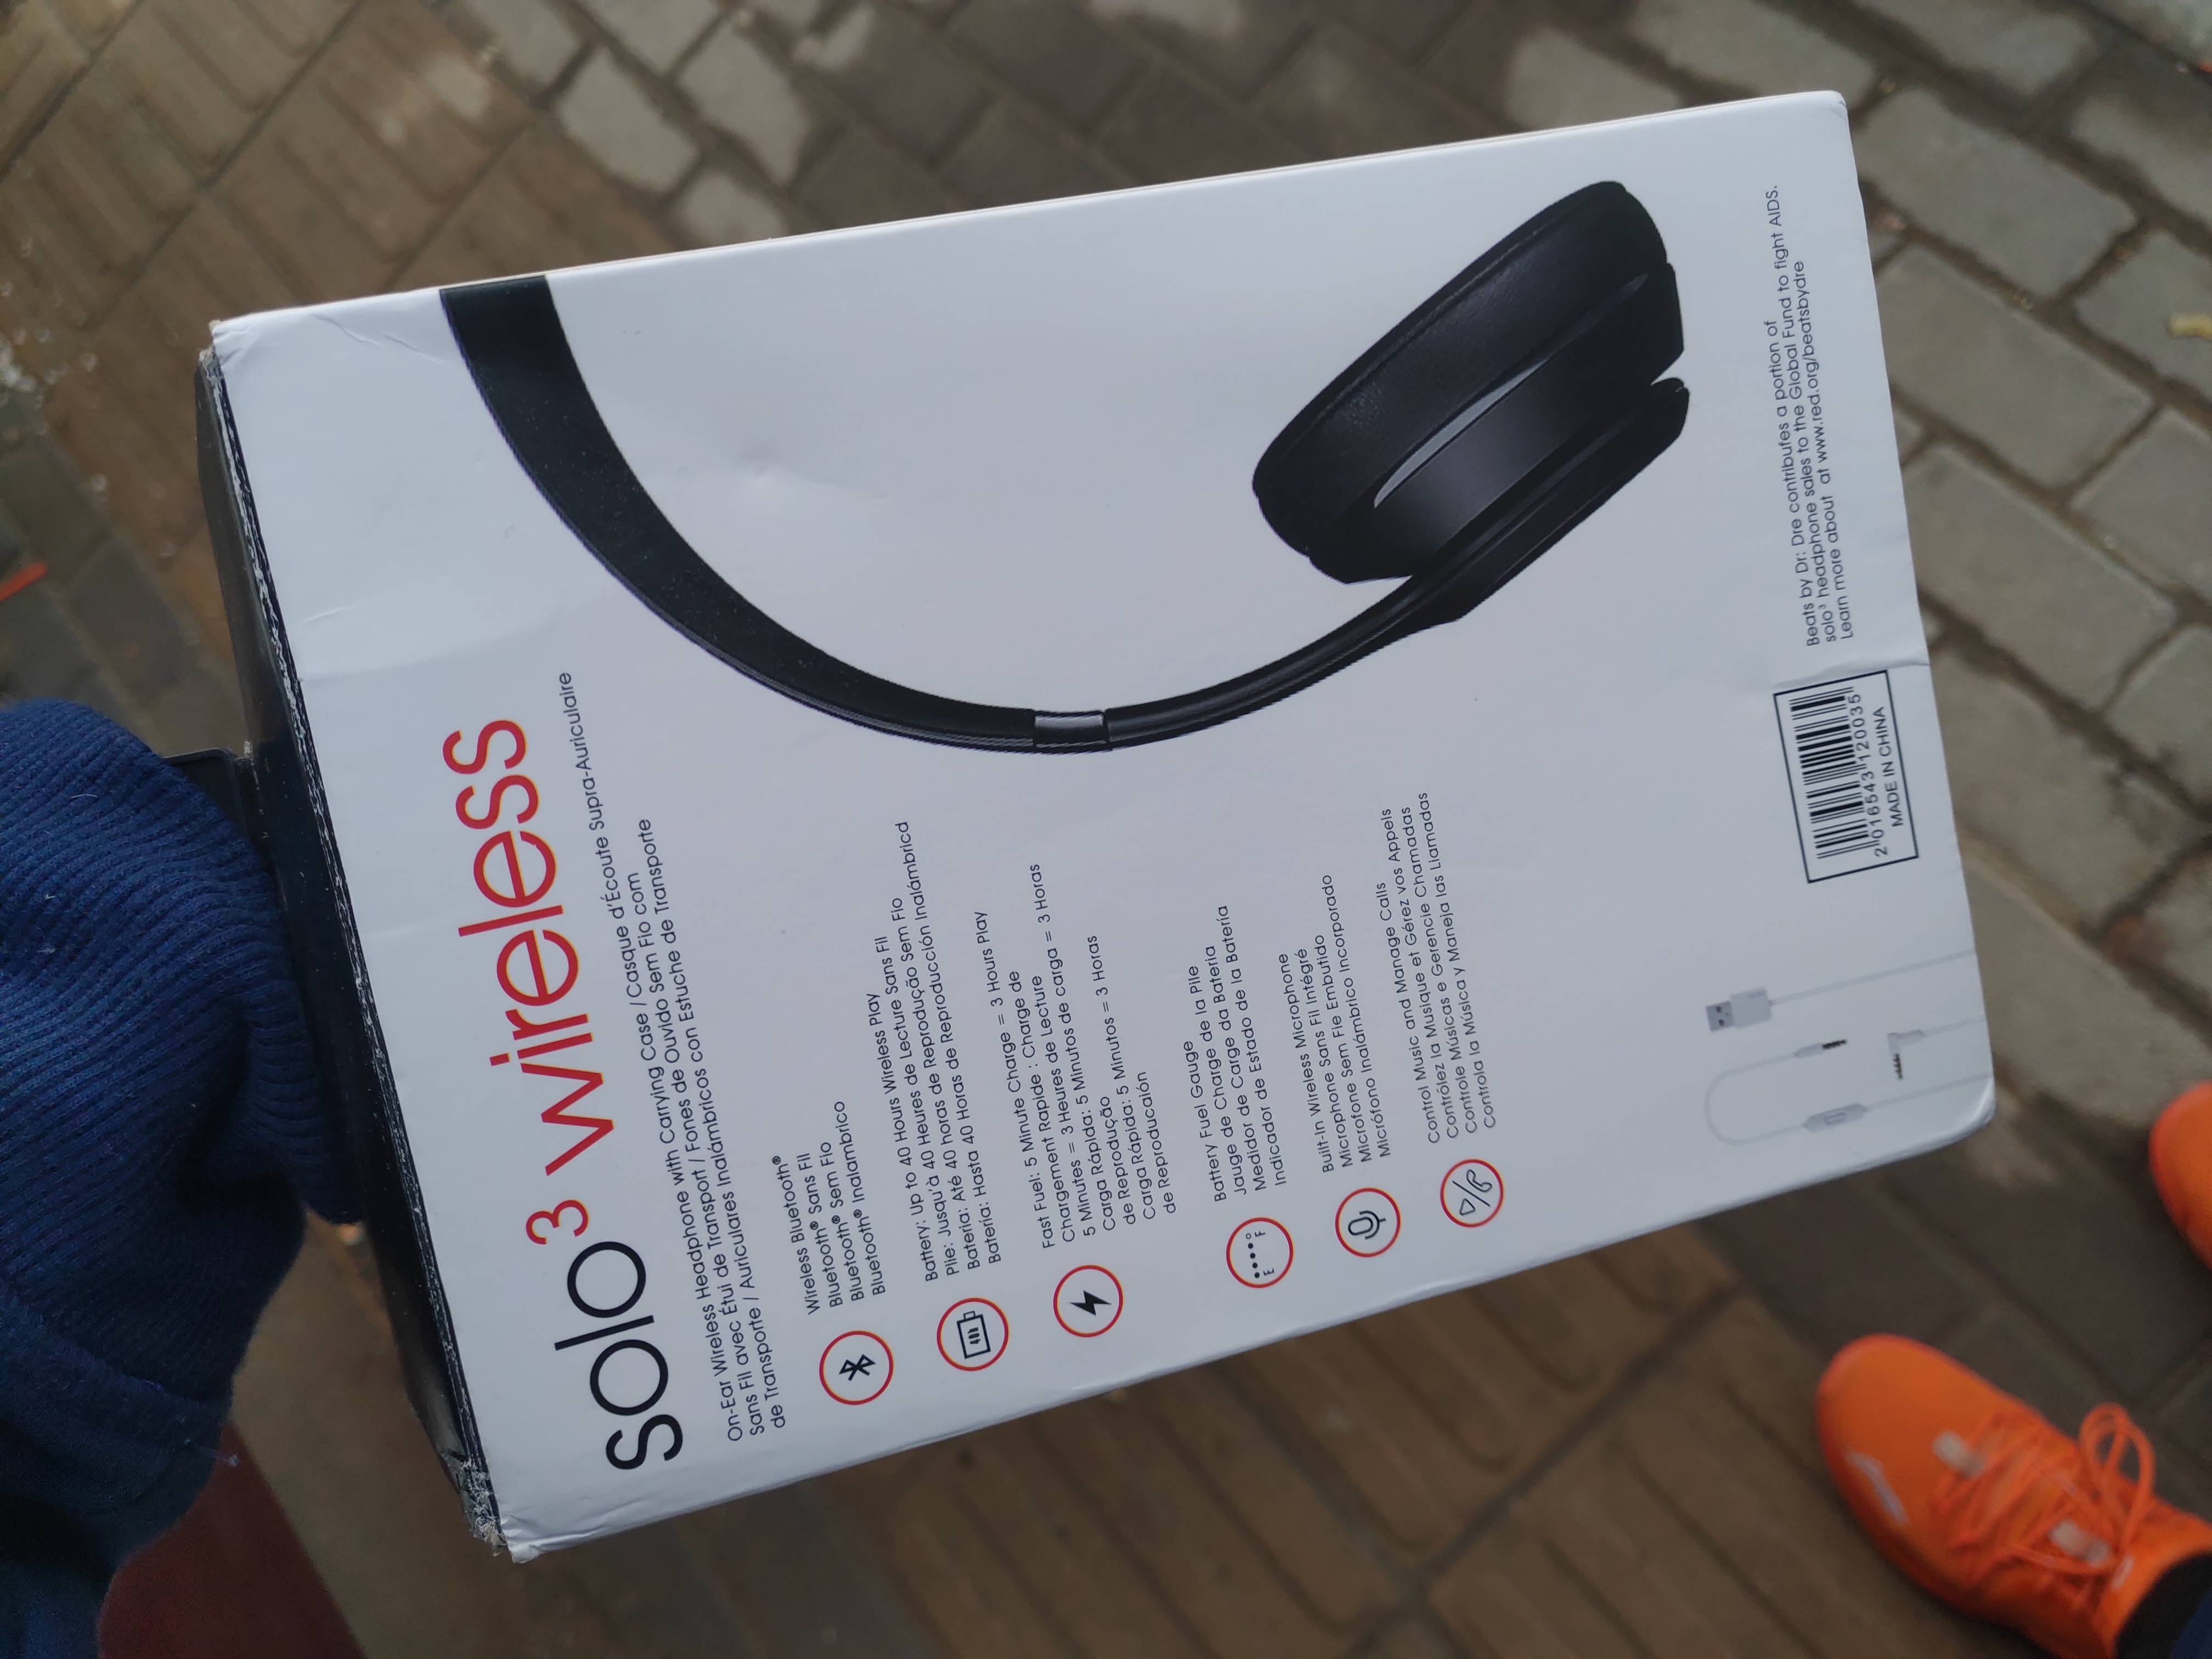 solo³ wireless
On-Ear Wireless Headphone with Carrying Case / Casque d'Écoute Supra-Auriculaire
Sans Fil avec Étui de Transport / Fones de Ouvido Sem Fio com
de Transporte / Auriculares Inalámbricos con Estuche de Transporte
Wireless Bluetooth®
Bluetooth® Sans Fil
Bluetooth® Sem Fio
Bluetooth® Inalambrico
Battery: Up to 40 Hours Wireless Play
Plie: Jusqu'à 40 Heures de Lecture Sans Fil
Bateria: Até 40 horas de Reprodução Sem Fio
Batería: Hasta 40 Horas de Reproducción Inalámbricd
Fast Fuel: 5 Minute Charge = 3 Hours Play
Chargement Rapide : Charge de
5 Minutes = 3 Heures de Lecture
Carga Rápida: 5 Minutos de carga = 3 Horas
de Reprodução
Carga Rápida: 5 Minutos = 3 Horas
de Reproducaión
E F
Battery Fuel Gauge
Jauge de Charge de la Pile
Medidor de Carge da Bateria
Indicador de Estado de la Batería
Built-In Wireless Microphone
Microphone Sans Fil Intégré
Microfone Sem Fie Embutido
Micrófono Inalámbrico Incorporado
Control Music and Manage Calls
Contrôlez la Musique et Gérez vos Appels
Controle Músicas e Gerencie Chamadas
Controla la Música y Maneja las Llamadas
2 016543 120035
MADE IN CHINA
Beats by Dr: Dre contribufes a portion of
solo³ headphone sales to the Global Fund to fight AIDS.
Learn more about at www.red.org/beatsbydre